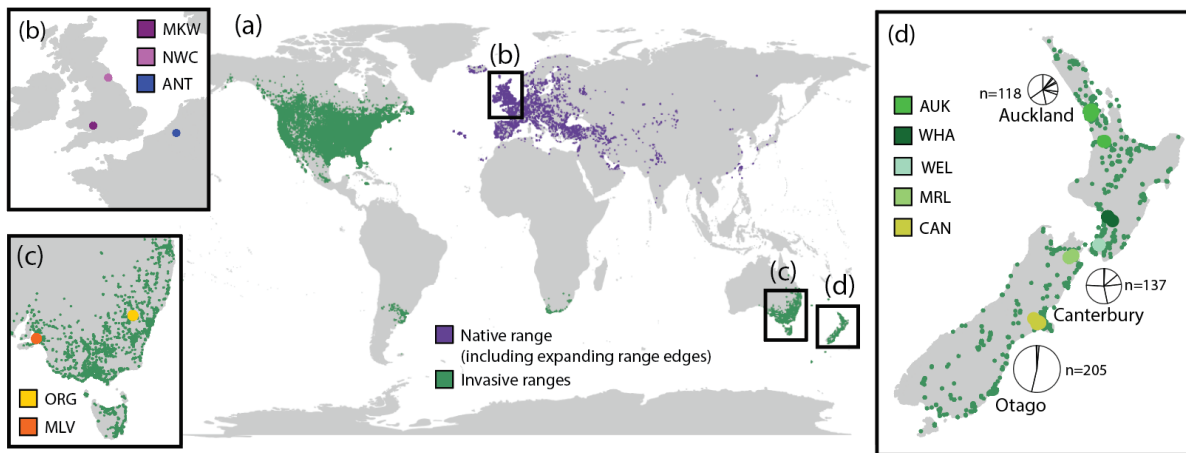 (b)
MKW
NWC
ANT
(c)
ORG
MLV
(a)
(b)
(c)
(d)
Native range
(including expanding range edges)
Invasive ranges
(d)
AUK
WHA
WEL
MRL
CAN
n=118
Auckland
n=137
Canterbury
n=205
Otago